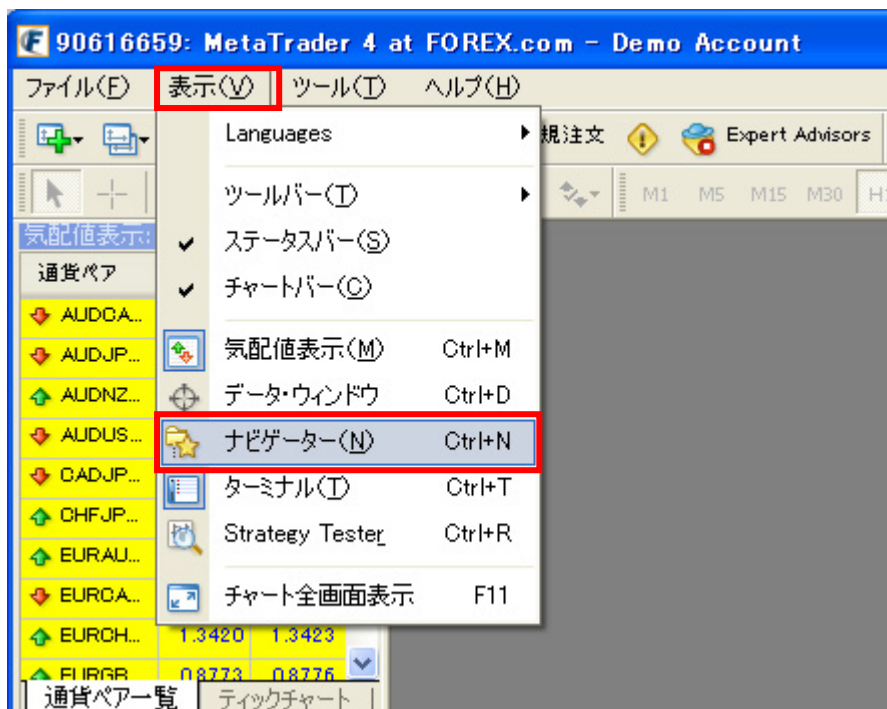 90616659: MetaTrader 4 at FOREX.com - Demo Account
ファイル(F) 表示(V) ツール(T) ヘルプ(H)
規注文 Expert Advisors
M1 M5 M15 M30
気配値表示:
通貨ペア
AUDCA...
AUDJP...
AUDNZ...
AUDUS...
CADJP...
CHFJP...
EURAU...
EURCA...
EURCH... 1.3420 1.3423
EURGB 0.8773 0.8776
通貨ペア一覧 ティックチャート
Languages
ツールバー(T)
ステータスバー(S)
チャートバー(C)
気配値表示(M) Ctrl+M
データ・ウィンドウ Ctrl+D
ナビゲーター(N) Ctrl+N
ターミナル(T) Ctrl+T
Strategy Tester Ctrl+R
チャート全画面表示 F11